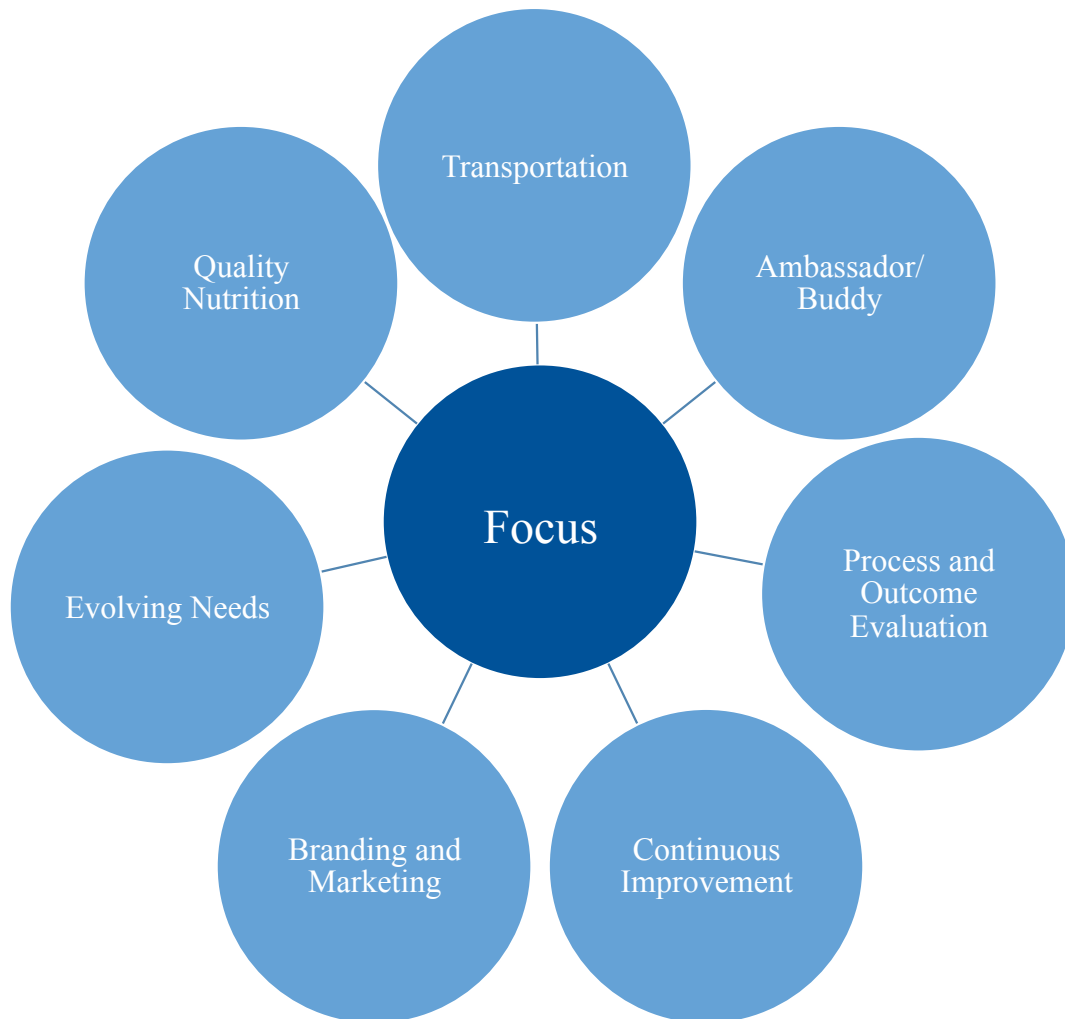 Transportation
Ambassador/
Buddy
Process and
Outcome
Evaluation
Continuous
Improvement
Branding and
Marketing
Evolving Needs
Quality
Nutrition
Focus